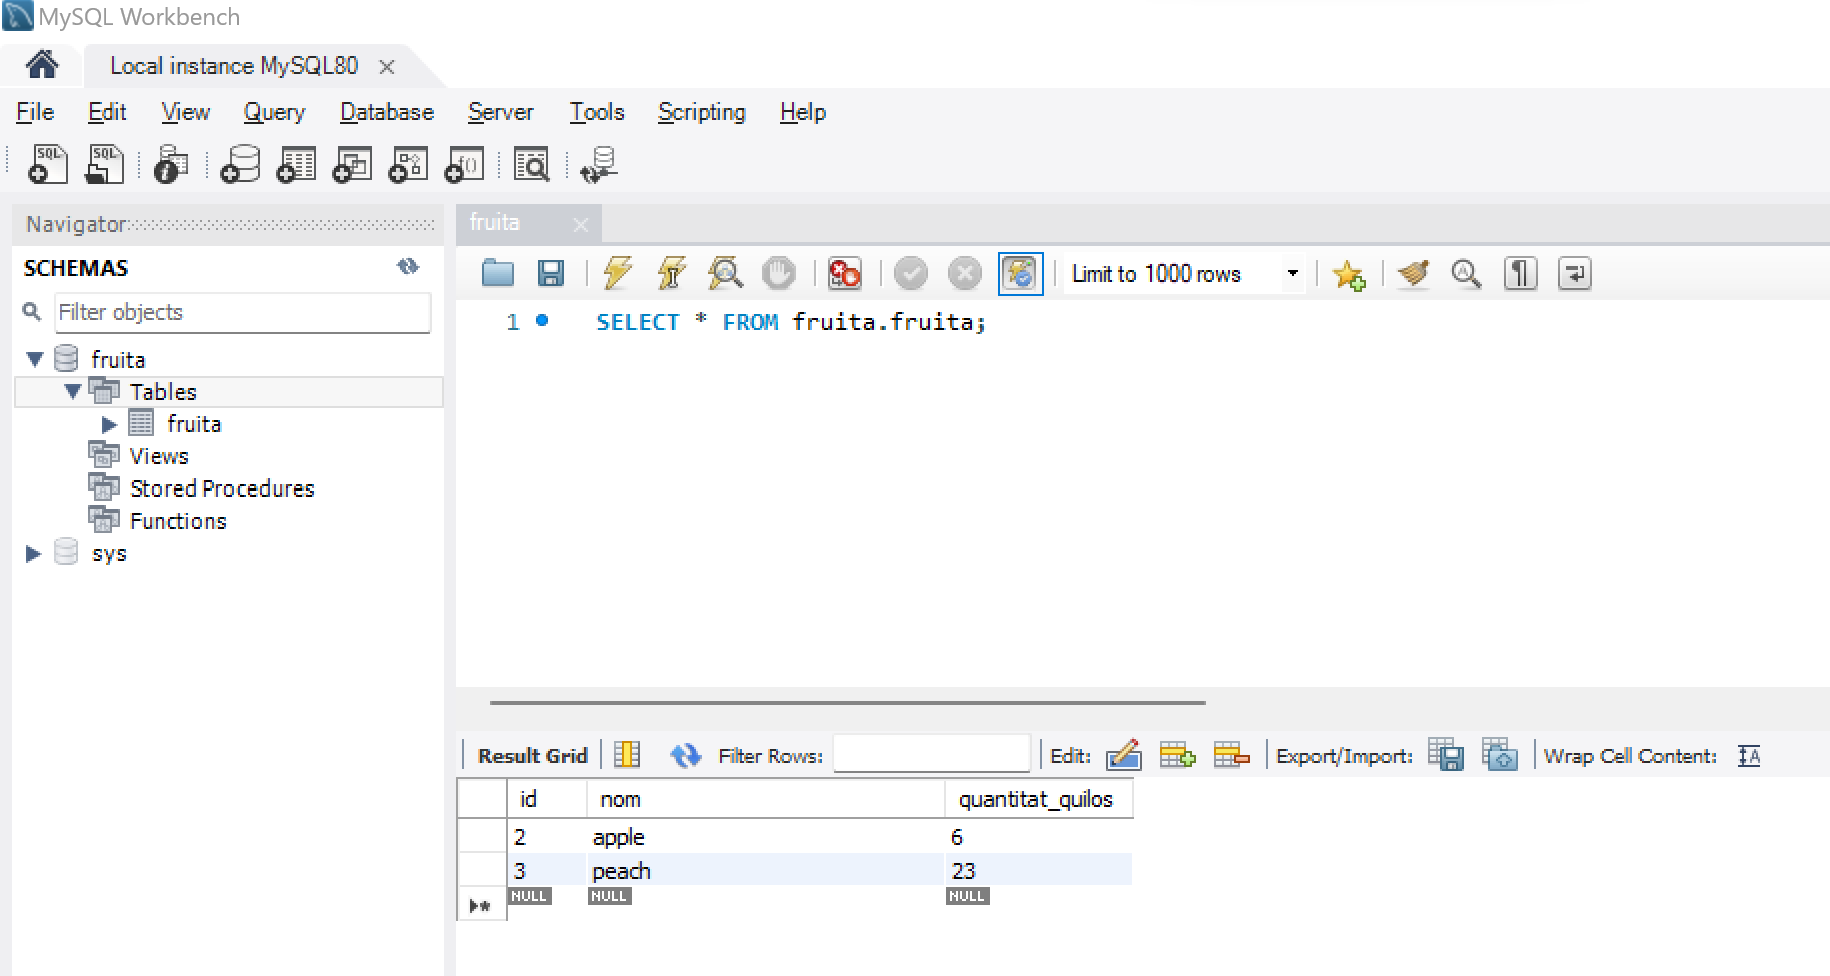 MySQL Workbench
Local instance MySQL80
File Edit View Query Database Server Tools Scripting Help
SQL SQL
Navigator
SCHEMAS
Filter objects
fruita
Tables
fruita
Views
Stored Procedures
Functions
sys
fruita
Limit to 1000 rows
1 SELECT * FROM fruita.fruita;
Result Grid Filter Rows: Edit: Export/Import: Wrap Cell Content:
id nom quantitat_quilos
2 apple 6
3 peach 23
NULL NULL NULL